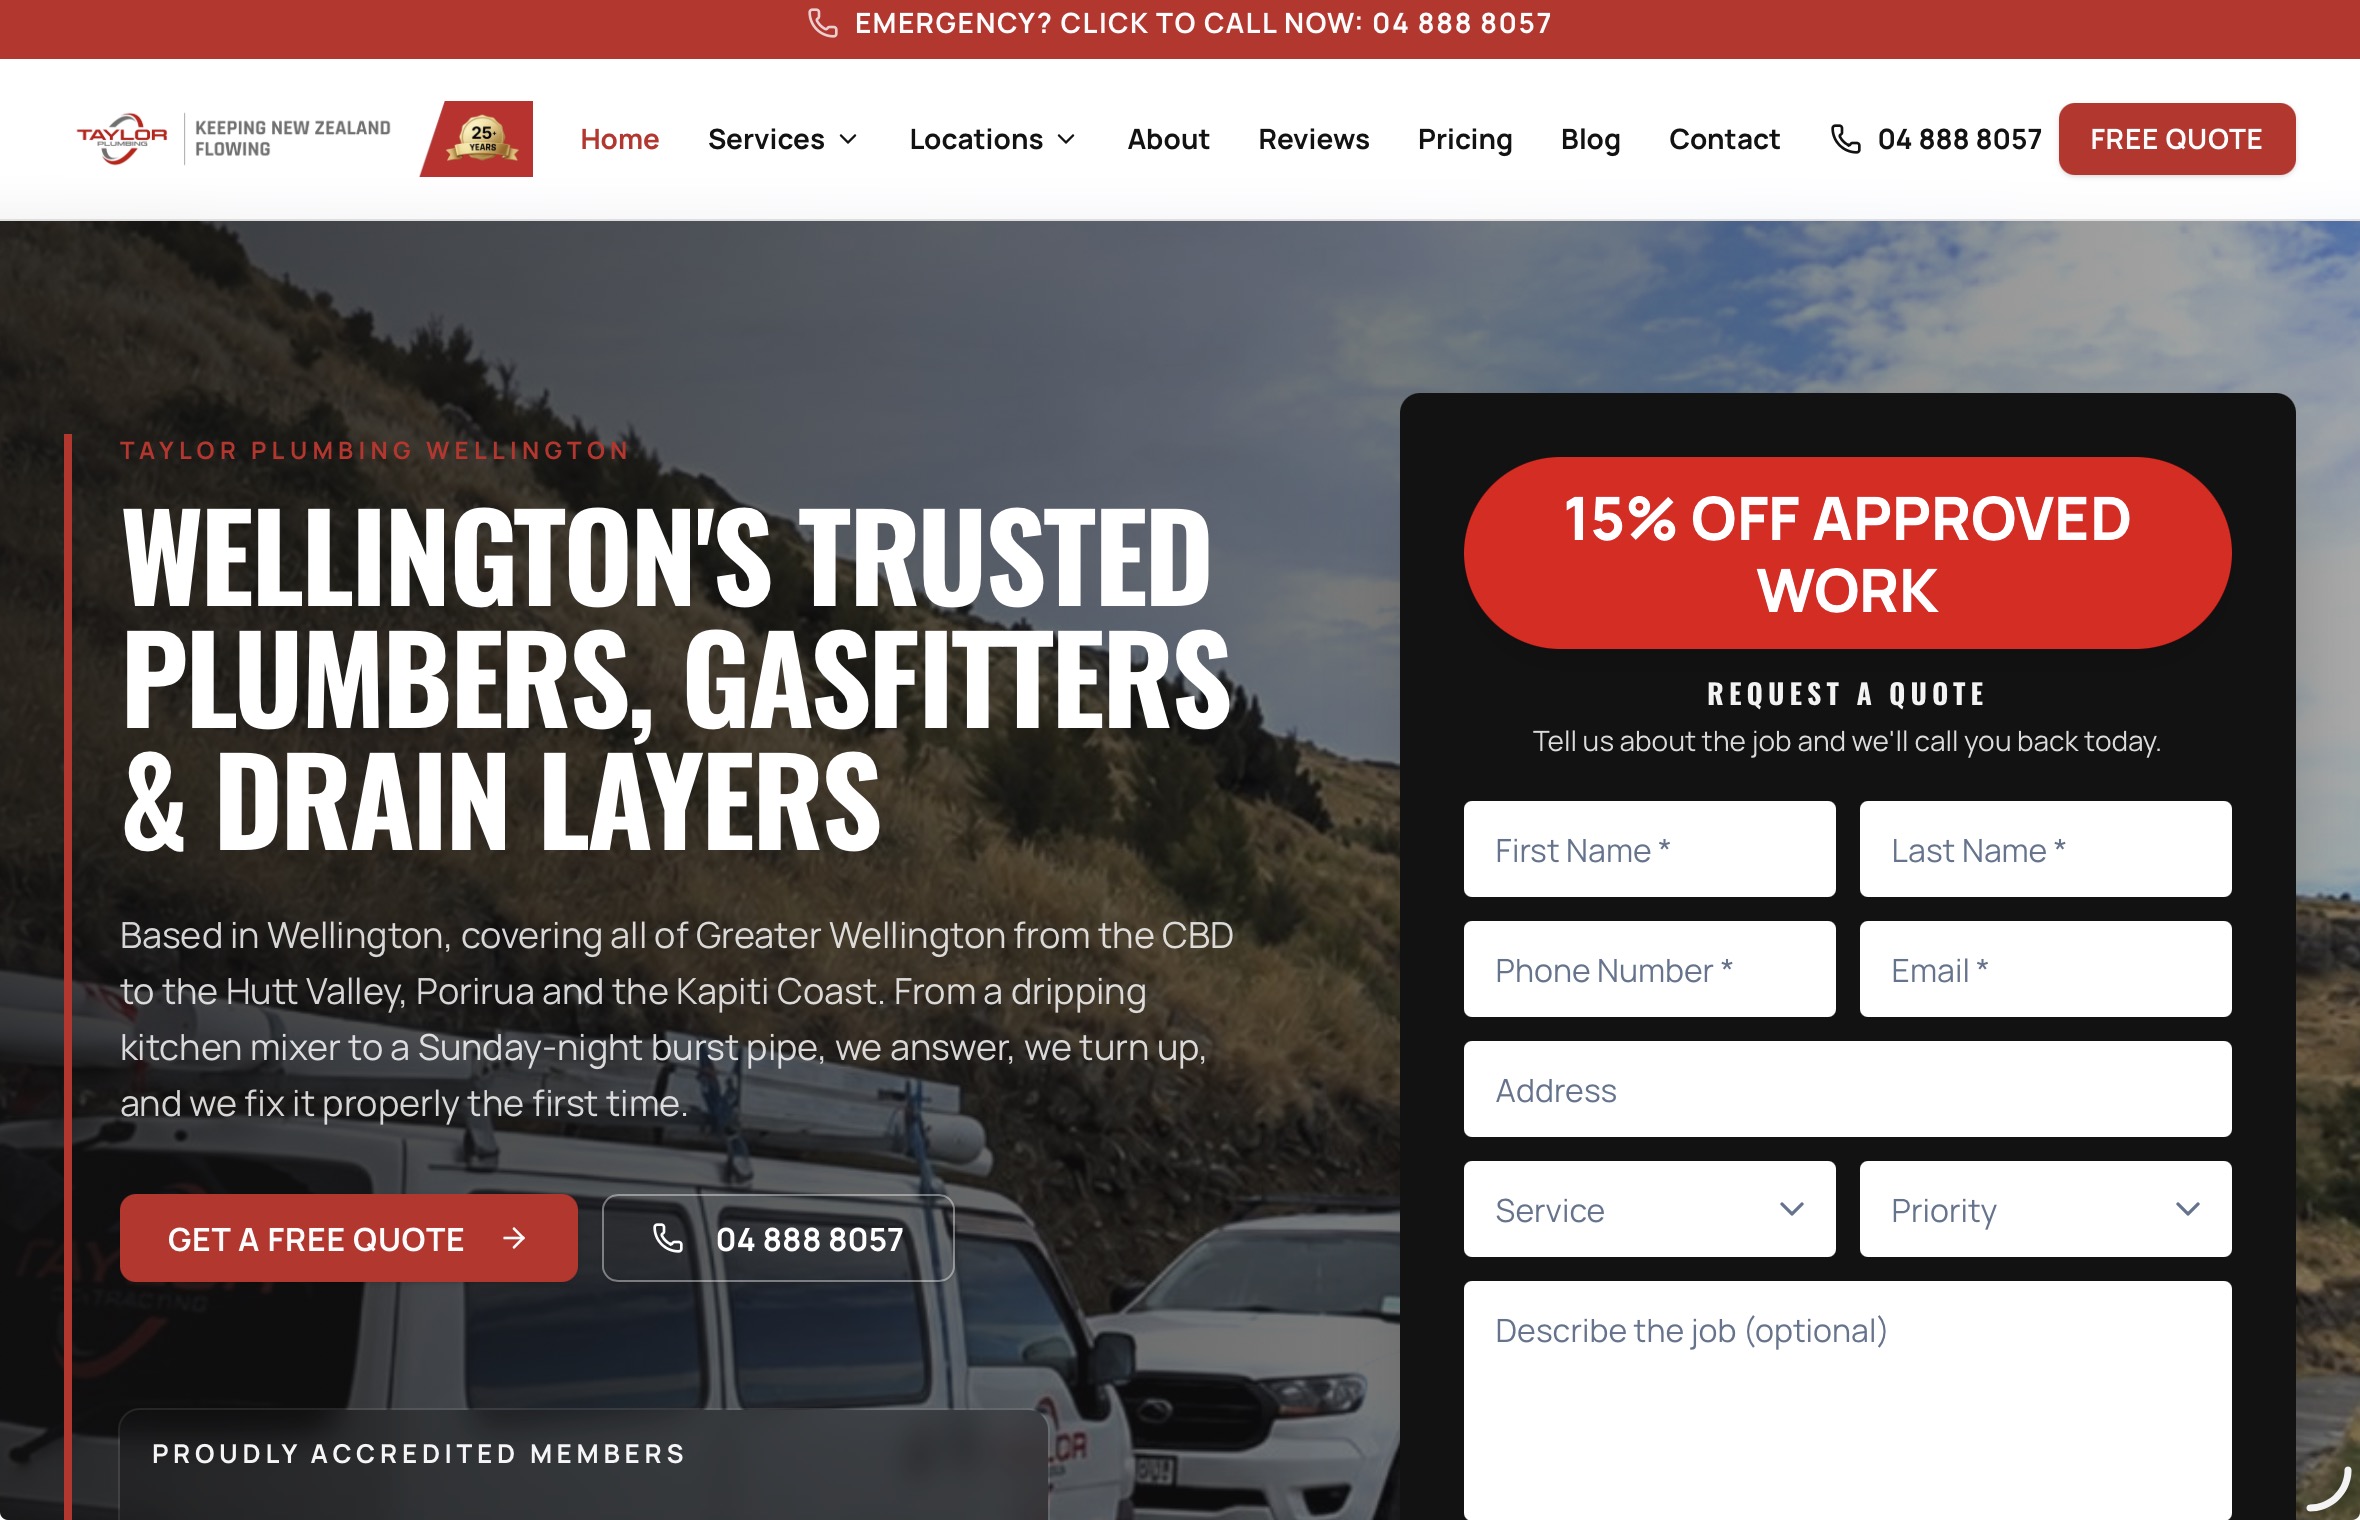 EMERGENCY? CLICK TO CALL NOW: 04 888 8057
TAYLOR
PLUMBING
KEEPING NEW ZEALAND
FLOWING
25+
YEARS
Home
Services
Locations
About
Reviews
Pricing
Blog
Contact
04 888 8057
FREE QUOTE
TAYLOR PLUMBING WELLINGTON
WELLINGTON'S TRUSTED
PLUMBERS, GASFITTERS
& DRAIN LAYERS
Based in Wellington, covering all of Greater Wellington from the CBD
to the Hutt Valley, Porirua and the Kapiti Coast. From a dripping
kitchen mixer to a Sunday-night burst pipe, we answer, we turn up,
and we fix it properly the first time.
GET A FREE QUOTE
04 888 8057
PROUDLY ACCREDITED MEMBERS
15% OFF APPROVED
WORK
REQUEST A QUOTE
Tell us about the job and we'll call you back today.
First Name *
Last Name *
Phone Number *
Email *
Address
Service
Priority
Describe the job (optional)